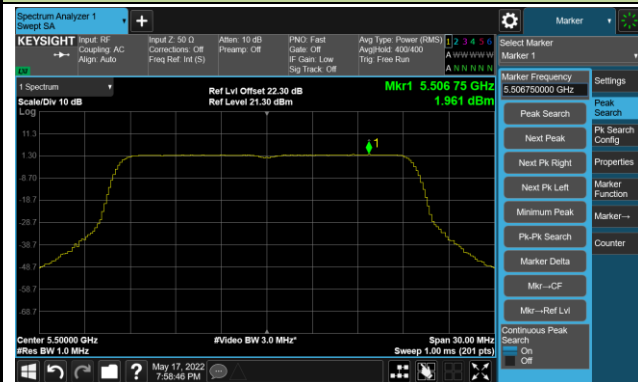 Spectrum Analyzer 1
Swept SA
Marker
KEYSIGHT
Input: RF
Coupling: AC
Align: Auto
Input Z: 50 Ω
Corrections: Off
Freq Ref: Int (S)
Atten: 10 dB
Preamp: Off
PNO: Fast
Gate: Off
IF Gain: Low
Sig Track: Off
Avg Type: Power (RMS)
Avg|Hold: 400/400
Trig: Free Run
1 2 3 4 5 6
A W W W W W
A N N N N N
LXI
1 Spectrum
Scale/Div 10 dB
Log
Ref Lvl Offset 22.30 dB
Ref Level 21.30 dBm
Mkr1 5.506 75 GHz
1.961 dBm
11.3
1.30
-8.70
-18.7
-28.7
-38.7
-48.7
-58.7
-68.7
1
Center 5.50000 GHz
#Res BW 1.0 MHz
#Video BW 3.0 MHz*
Span 30.00 MHz
Sweep 1.00 ms (201 pts)
Select Marker
Marker 1
Marker Frequency
5.506750000 GHz
Peak Search
Next Peak
Next Pk Right
Next Pk Left
Minimum Peak
Pk-Pk Search
Marker Delta
Mkr→CF
Mkr→Ref Lvl
Continuous Peak
Search
On
Off
Settings
Peak
Search
Pk Search
Config
Properties
Marker
Function
Marker→
Counter
May 17, 2022
7:58:46 PM